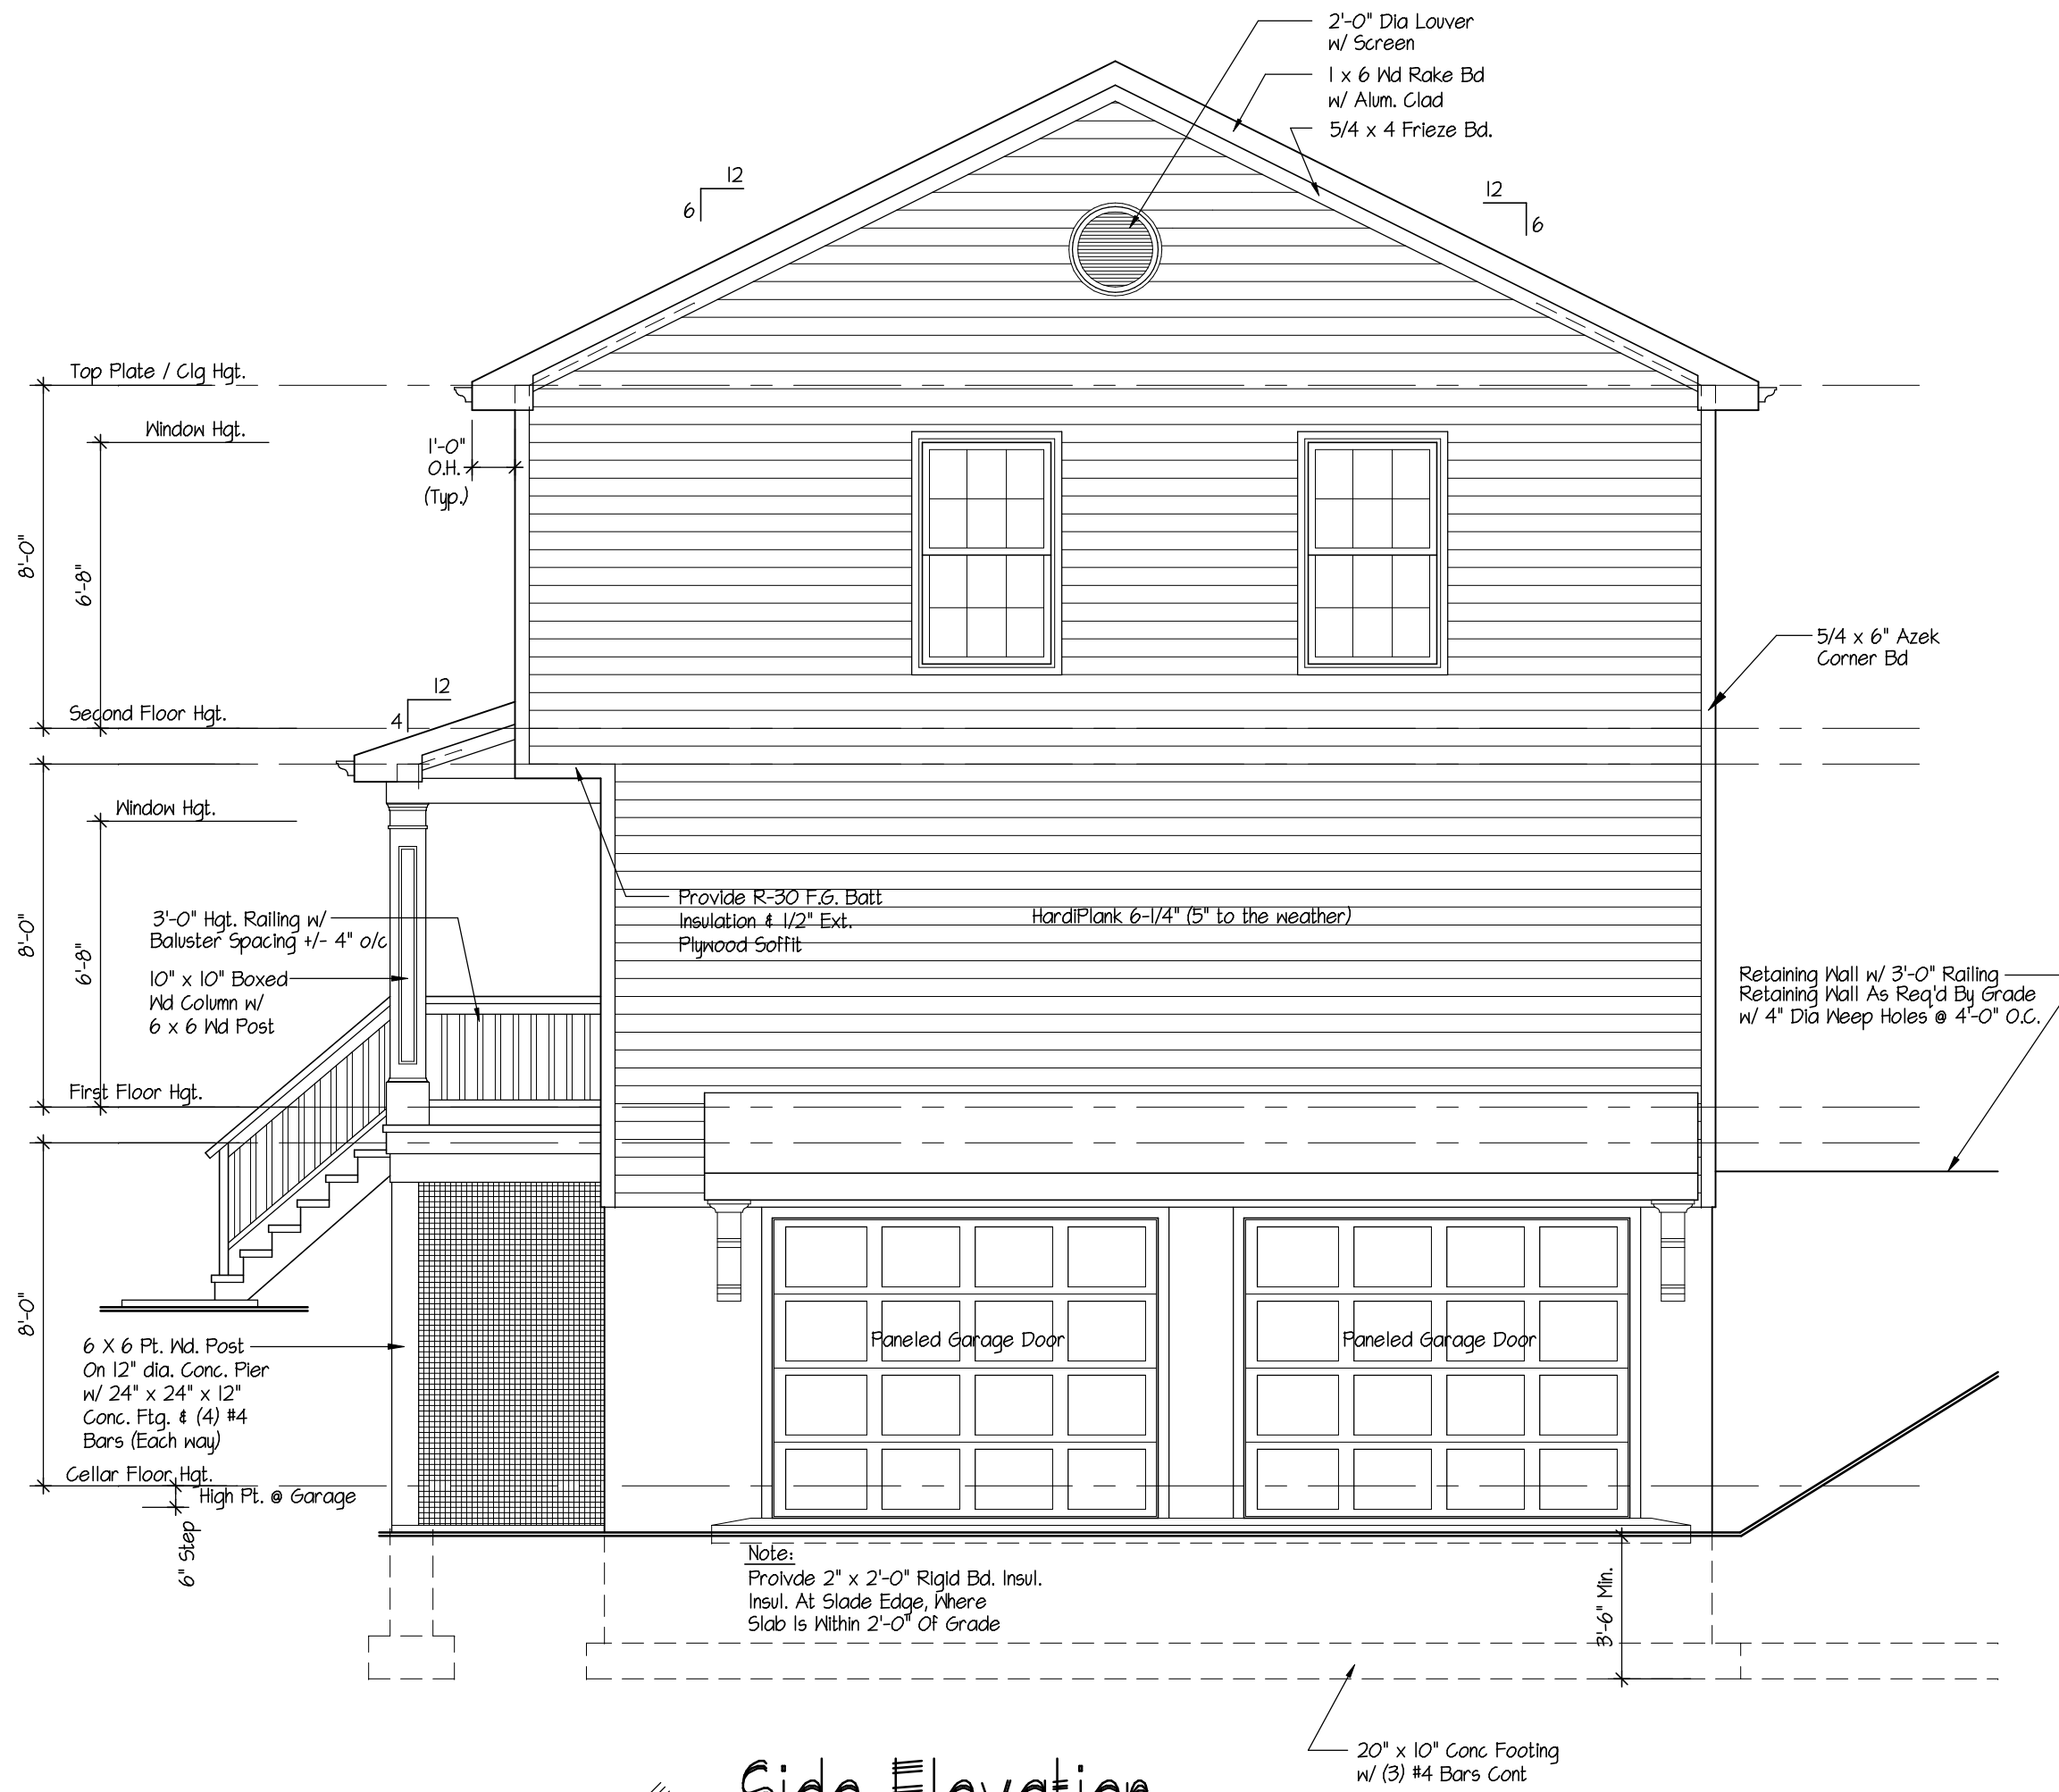 2'-0" Dia Louver
w/ Screen
1 x 6 Wd Rake Bd
w/ Alum. Clad
5/4 x 4 Frieze Bd.
12
6
12
6
Top Plate / Clg Hgt.
Window Hgt.
1'-0"
O.H.
(Typ.)
8'-0"
6'-8"
5/4 x 6" Azek
Corner Bd
12
4
Second Floor Hgt.
Window Hgt.
8'-0"
6'-8"
Provide R-30 F.G. Batt
Insulation & 1/2" Ext.
Plywood Soffit
HardiPlank 6-1/4" (5" to the weather)
3'-0" Hgt. Railing w/
Baluster Spacing +/- 4" o/c
10" x 10" Boxed
Wd Column w/
6 x 6 Wd Post
Retaining Wall w/ 3'-0" Railing
Retaining Wall As Req'd By Grade
w/ 4" Dia Weep Holes @ 4'-0" O.C.
First Floor Hgt.
8'-0"
Paneled Garage Door
Paneled Garage Door
6 X 6 Pt. Wd. Post
On 12" dia. Conc. Pier
w/ 24" x 24" x 12"
Conc. Ftg. & (4) #4
Bars (Each way)
Cellar Floor Hgt.
High Pt. @ Garage
6" Step
Note:
Proivde 2" x 2'-0" Rigid Bd. Insul.
Insul. At Slade Edge, Where
Slab Is Within 2'-0" Of Grade
3'-6" Min.
20" x 10" Conc Footing
w/ (3) #4 Bars Cont
Side Elevation